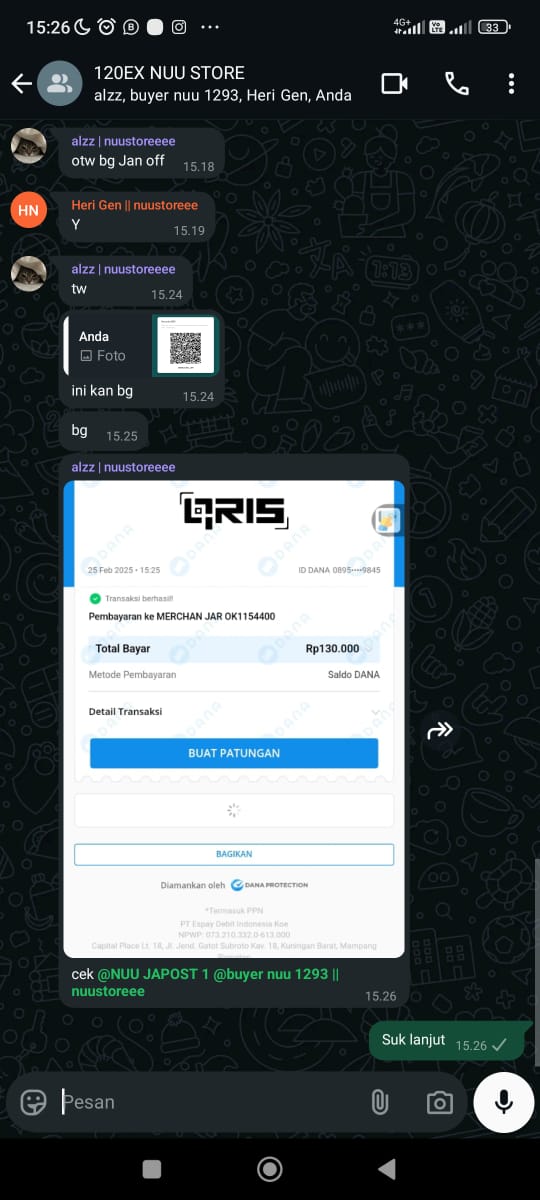 15:26
4G+
Vo
LTE
33
120EX NUU STORE
alzz, buyer nuu 1293, Heri Gen, Anda
alzz | nuustoreeee
otw bg Jan off 15.18
HN
Heri Gen || nuustoreee
Y 15.19
alzz | nuustoreeee
tw 15.24
Anda
Foto
ini kan bg 15.24
bg 15.25
alzz | nuustoreeee
QRIS
25 Feb 2025 • 15:25 ID DANA 0895····9845
Transaksi berhasil!
Pembayaran ke MERCHAN JAR OK1154400
Total Bayar Rp130.000
Metode Pembayaran Saldo DANA
Detail Transaksi
BUAT PATUNGAN
BAGIKAN
Diamankan oleh DANA PROTECTION
*Termasuk PPN
PT Espay Debit Indonesia Koe
NPWP: 073.210.332.0-613.000
Capital Place Lt. 18, Jl. Jend. Gatot Subroto Kav. 18, Kuningan Barat, Mampang
cek @NUU JAPOST 1 @buyer nuu 1293 ||
nuustoreee 15.26
Suk lanjut 15.26
Pesan